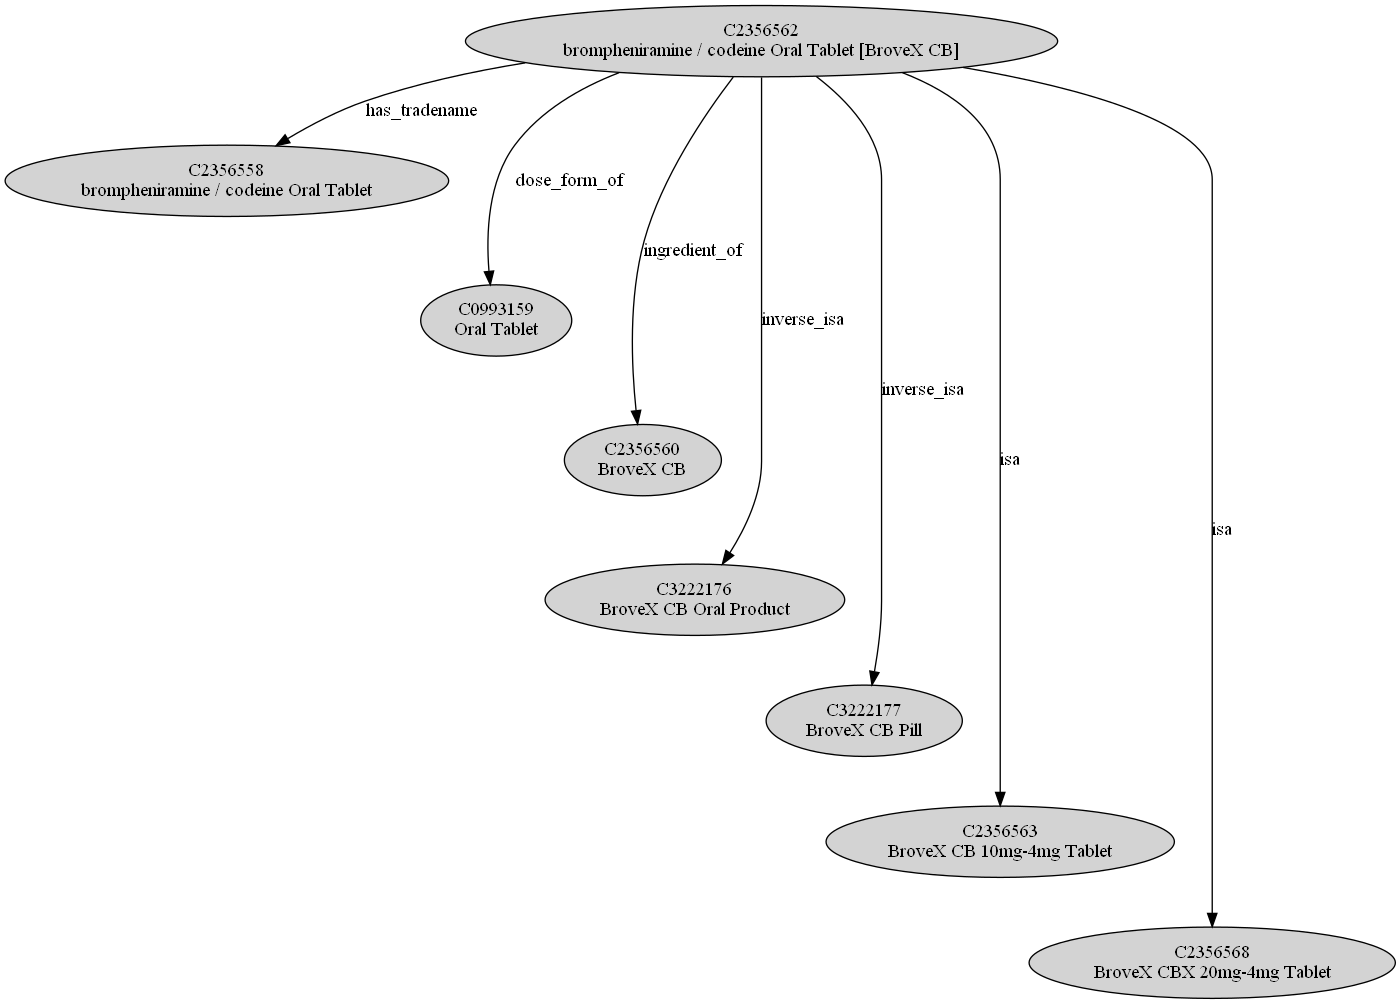 C2356562
brompheniramine / codeine Oral Tablet [BroveX CB]
has_tradename
C2356558
brompheniramine / codeine Oral Tablet
dose_form_of
ingredient_of
C0993159
Oral Tablet
inverse_isa
inverse_isa
C2356560
BroveX CB
isa
isa
C3222176
BroveX CB Oral Product
C3222177
BroveX CB Pill
C2356563
BroveX CB 10mg-4mg Tablet
C2356568
BroveX CBX 20mg-4mg Tablet